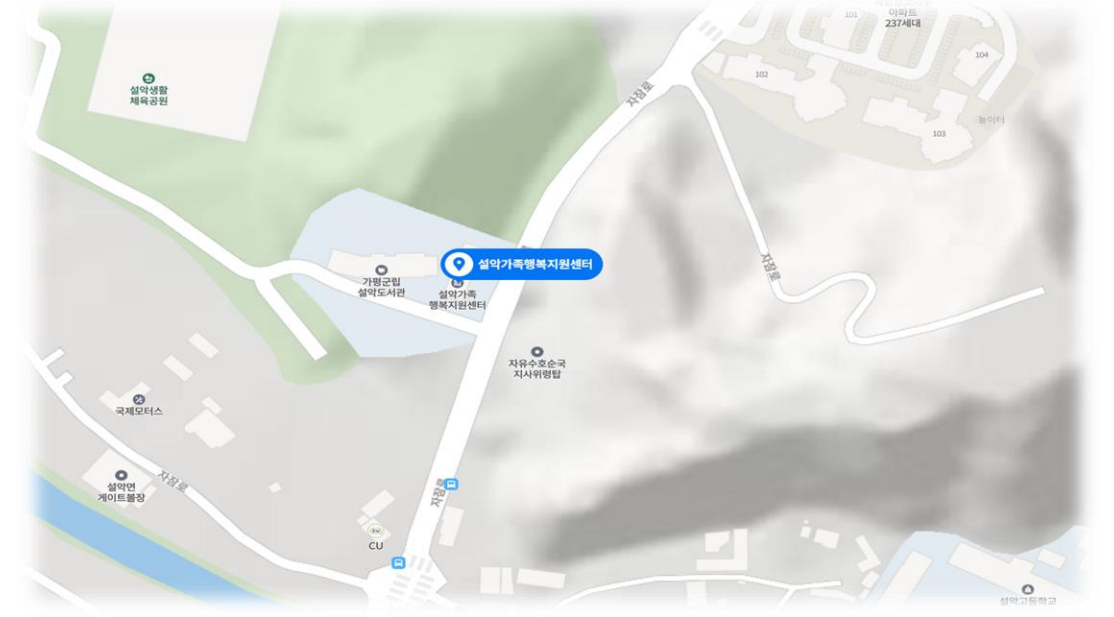 101
아파트
237세대
104
102
설악생활
체육공원
자잠로
놀이터
103
설악가족행복지원센터
자잠로
가평군립
설악도서관
설악가족
행복지원센터
자유수호순국
지사위령탑
국제모터스
설악면
게이트볼장
자잠로
자잠로
CU
설악고등학교